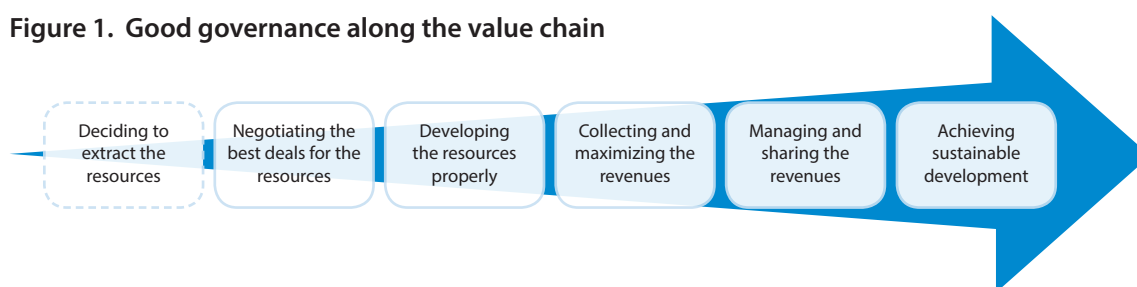 Figure 1. Good governance along the value chain
Deciding to
extract the
resources
Negotiating the
best deals for the
resources
Developing
the resources
properly
Collecting and
maximizing the
revenues
Managing and
sharing the
revenues
Achieving
sustainable
development